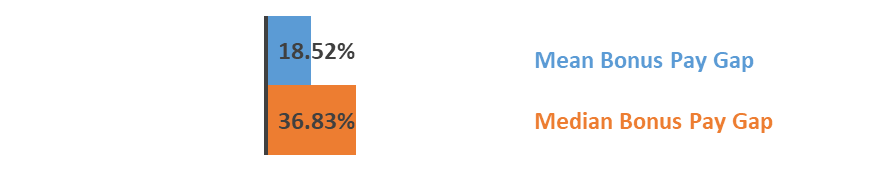 18.52%
Mean Bonus Pay Gap
36.83%
Median Bonus Pay Gap